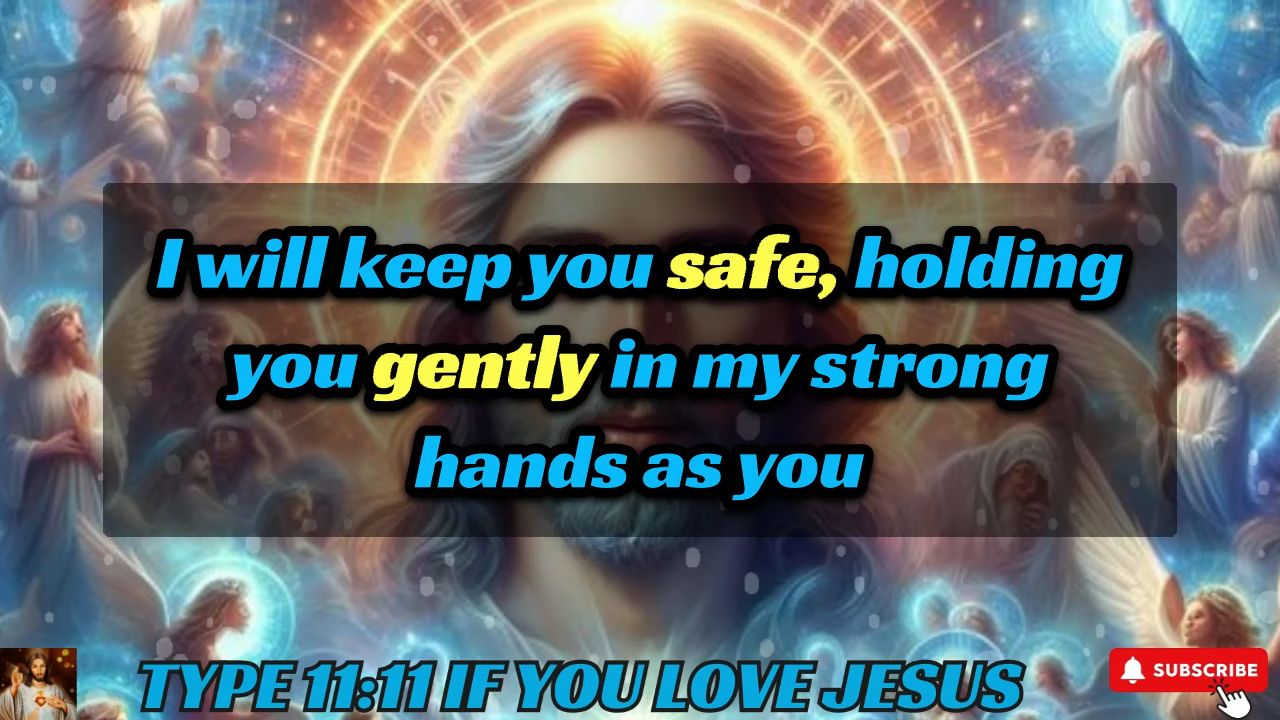 I will keep you safe, holding
you gently in my strong
hands as you
TYPE 11:11 IF YOU LOVE JESUS
SUBSCRIBE